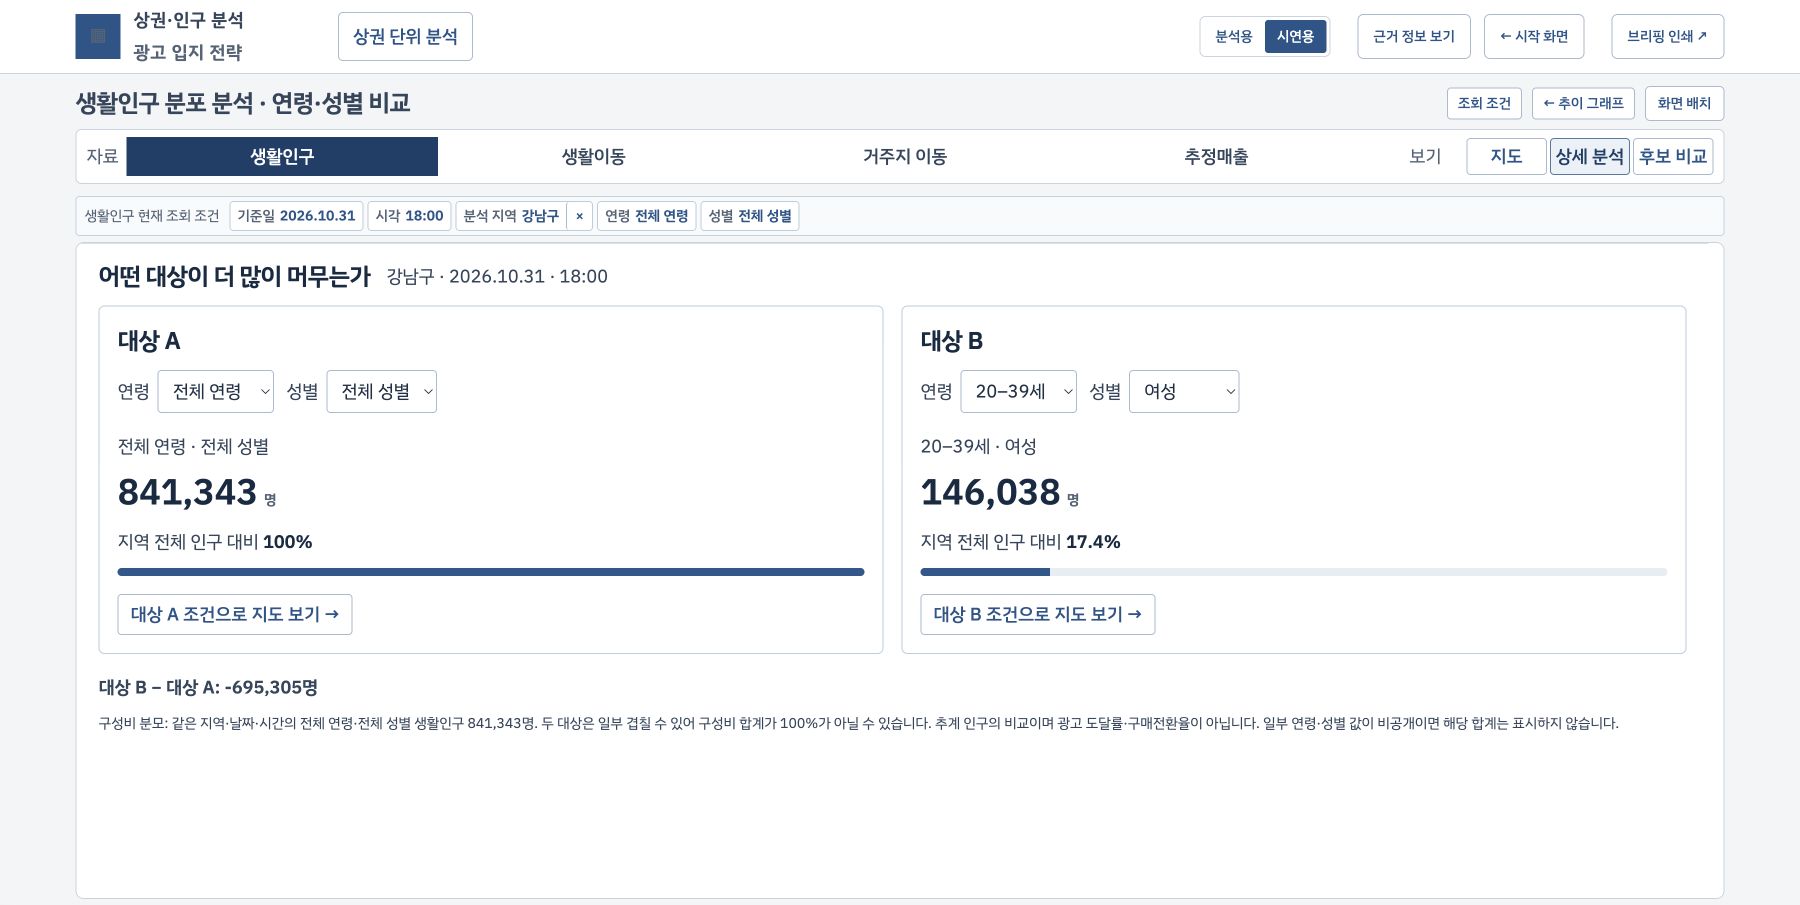 상권·인구 분석
광고 입지 전략
상권 단위 분석
분석용 시연용
근거 정보 보기
← 시작 화면
브리핑 인쇄 ↗
생활인구 분포 분석 · 연령·성별 비교
조회 조건
← 추이 그래프
화면 배치
자료 생활인구 생활이동 거주지 이동 추정매출 보기 지도 상세 분석 후보 비교
생활인구 현재 조회 조건 기준일 2026.10.31 시각 18:00 분석 지역 강남구 × 연령 전체 연령 성별 전체 성별
어떤 대상이 더 많이 머무는가 강남구 · 2026.10.31 · 18:00
대상 A
연령 전체 연령 성별 전체 성별
전체 연령 · 전체 성별
841,343 명
지역 전체 인구 대비 100%
대상 A 조건으로 지도 보기 →
대상 B
연령 20–39세 성별 여성
20–39세 · 여성
146,038 명
지역 전체 인구 대비 17.4%
대상 B 조건으로 지도 보기 →
대상 B − 대상 A: -695,305명
구성비 분모: 같은 지역·날짜·시간의 전체 연령·전체 성별 생활인구 841,343명. 두 대상은 일부 겹칠 수 있어 구성비 합계가 100%가 아닐 수 있습니다. 추계 인구의 비교이며 광고 도달률·구매전환율이 아닙니다. 일부 연령·성별 값이 비공개이면 해당 합계는 표시하지 않습니다.